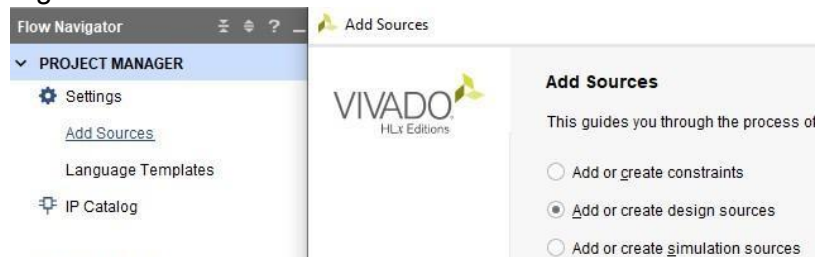 Flow Navigator
?
PROJECT MANAGER
Settings
Add Sources
Language Templates
IP Catalog
Add Sources
VIVADO
HLx Editions
Add Sources
This guides you through the process of
Add or create constraints
Add or create design sources
Add or create simulation sources